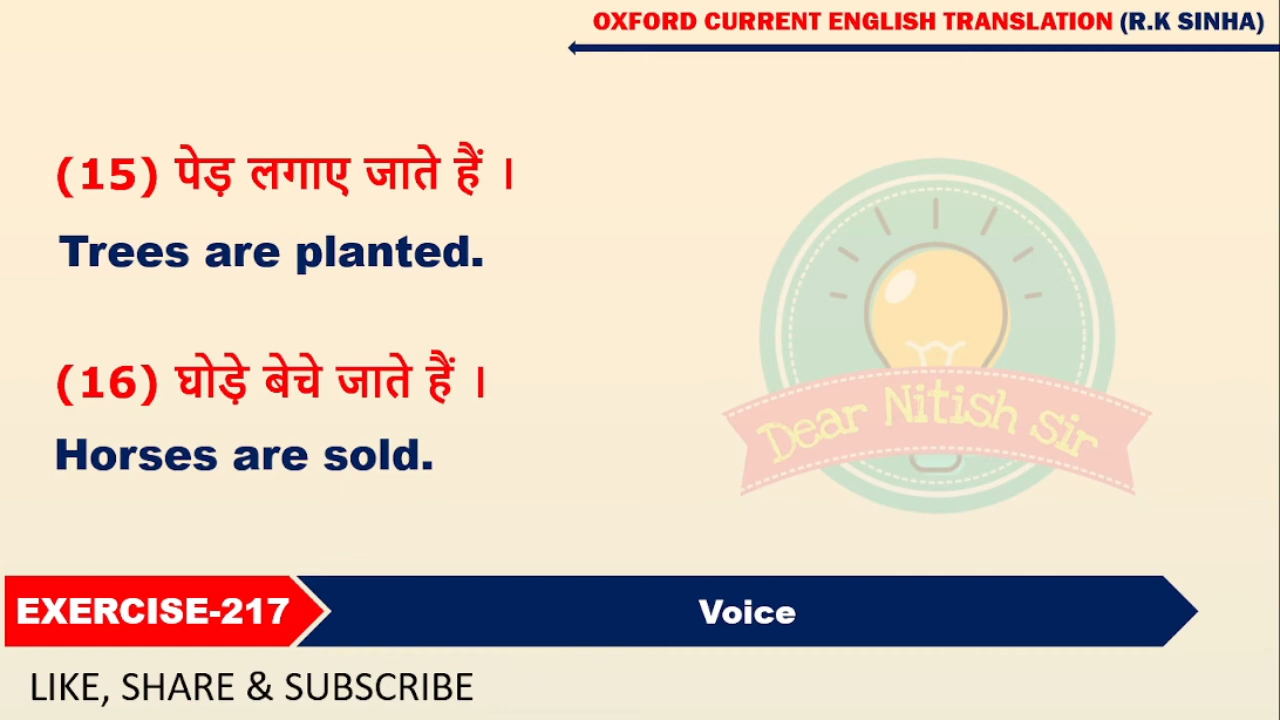 OXFORD CURRENT ENGLISH TRANSLATION (R.K SINHA)
(15) पेड़ लगाए जाते हैं ।
Trees are planted.
(16) घोड़े बेचे जाते हैं ।
Horses are sold.
Dear Nitish sir
EXERCISE-217
Voice
LIKE, SHARE & SUBSCRIBE